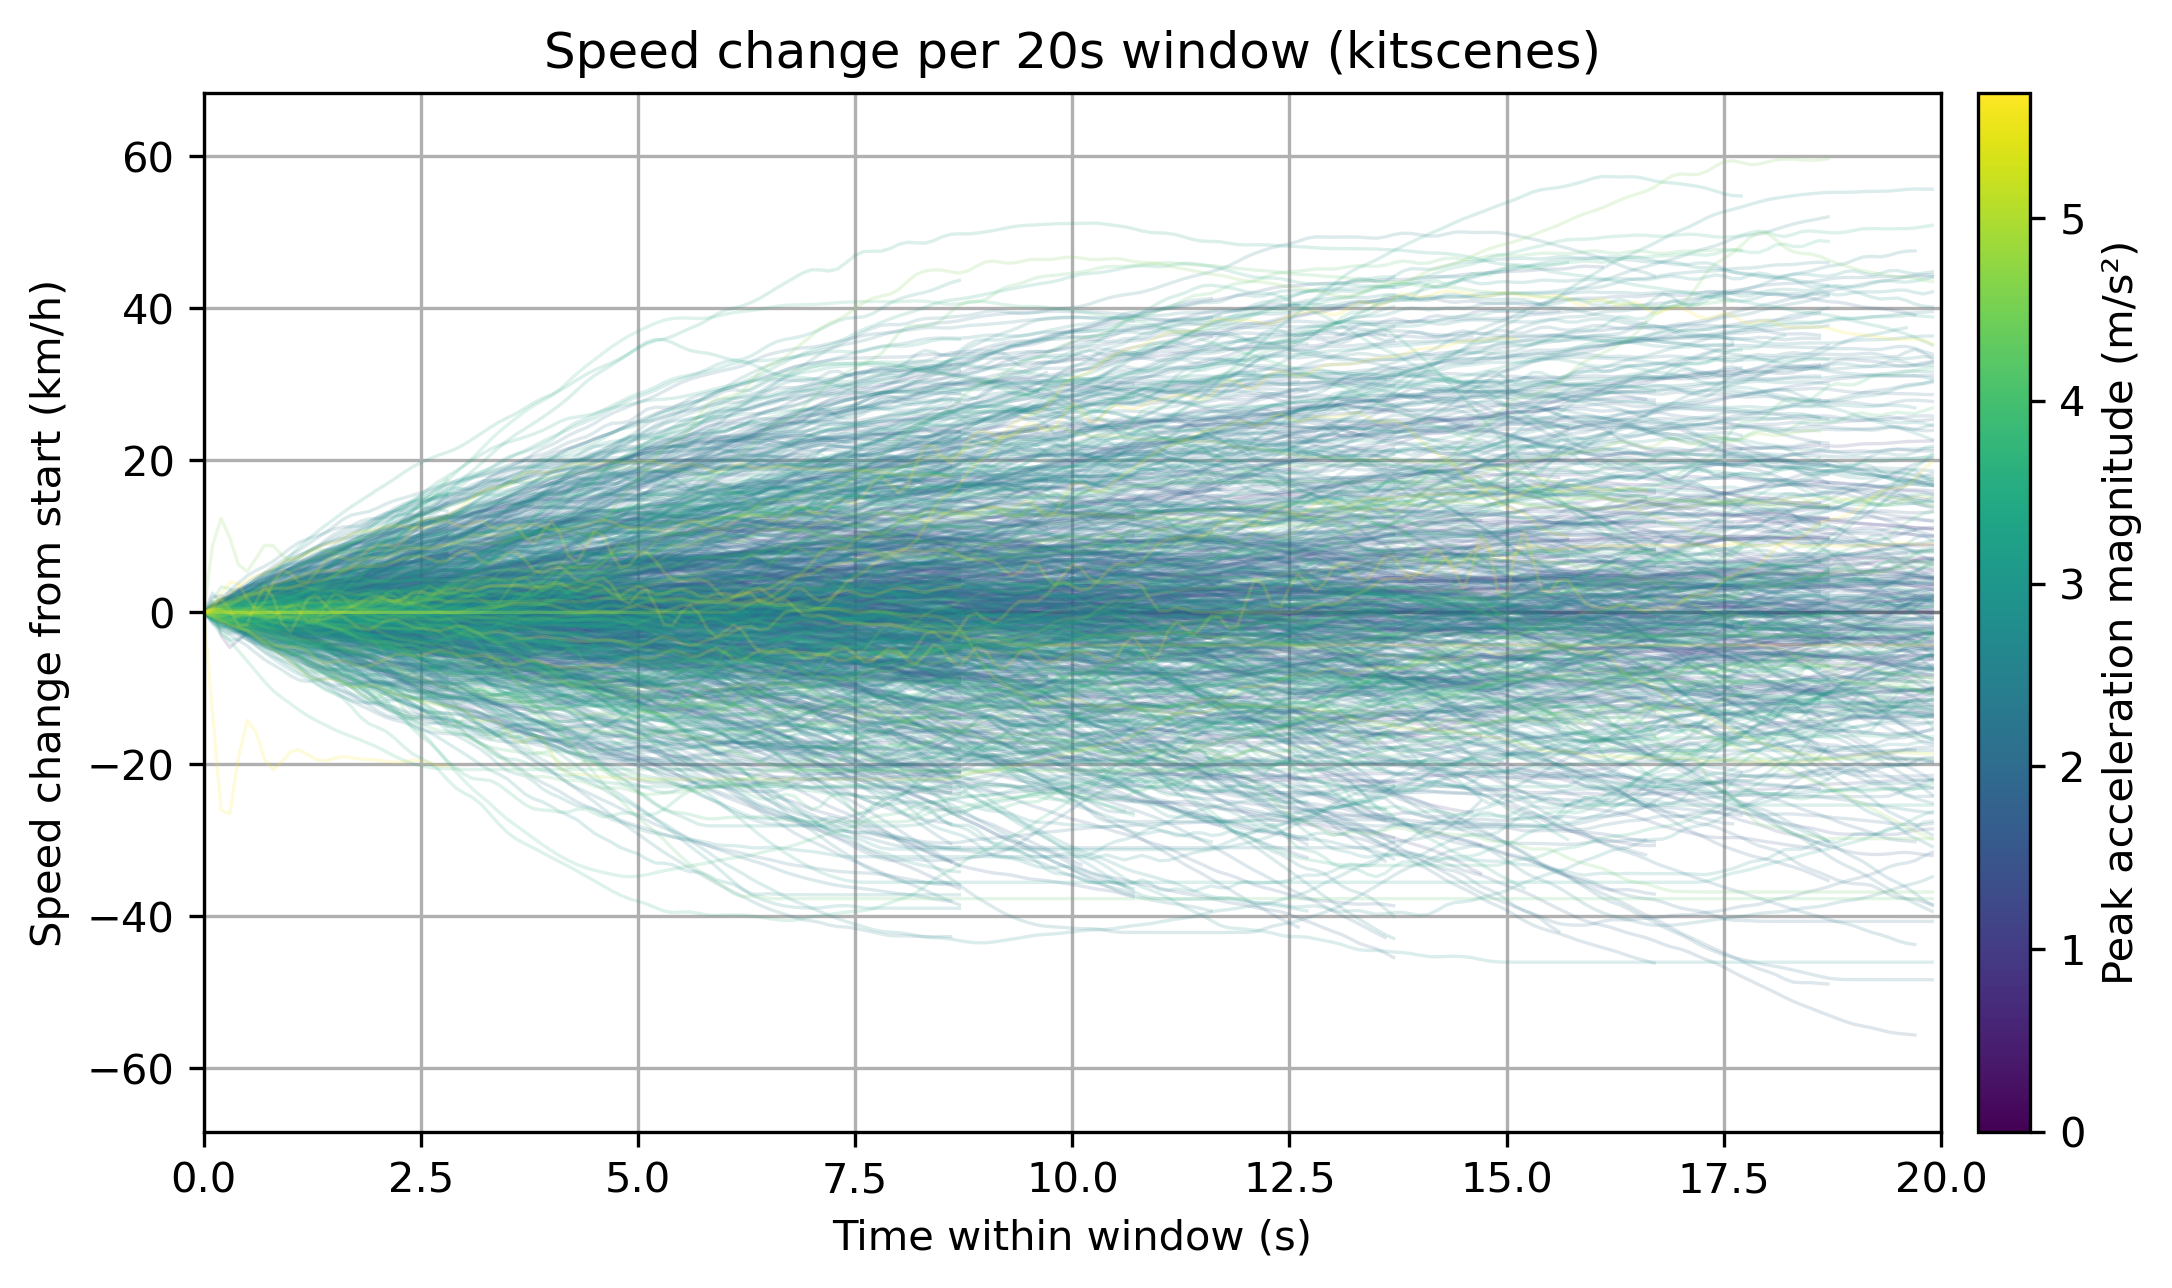 Speed change per 20s window (kitscenes)
Speed change from start (km/h)
60
40
20
0
−20
−40
−60
0.0 2.5 5.0 7.5 10.0 12.5 15.0 17.5 20.0
Time within window (s)
5
4
3
2
1
0
Peak acceleration magnitude (m/s²)